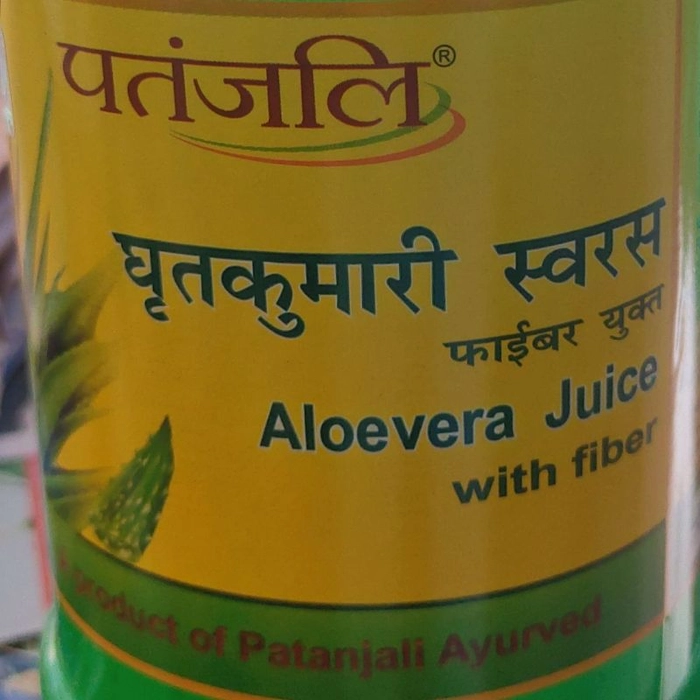 पतंजलि®
घृतकुमारी स्वरस
फाईबर युक्त
Aloevera Juice
with fiber
product of Patanjali Ayurved